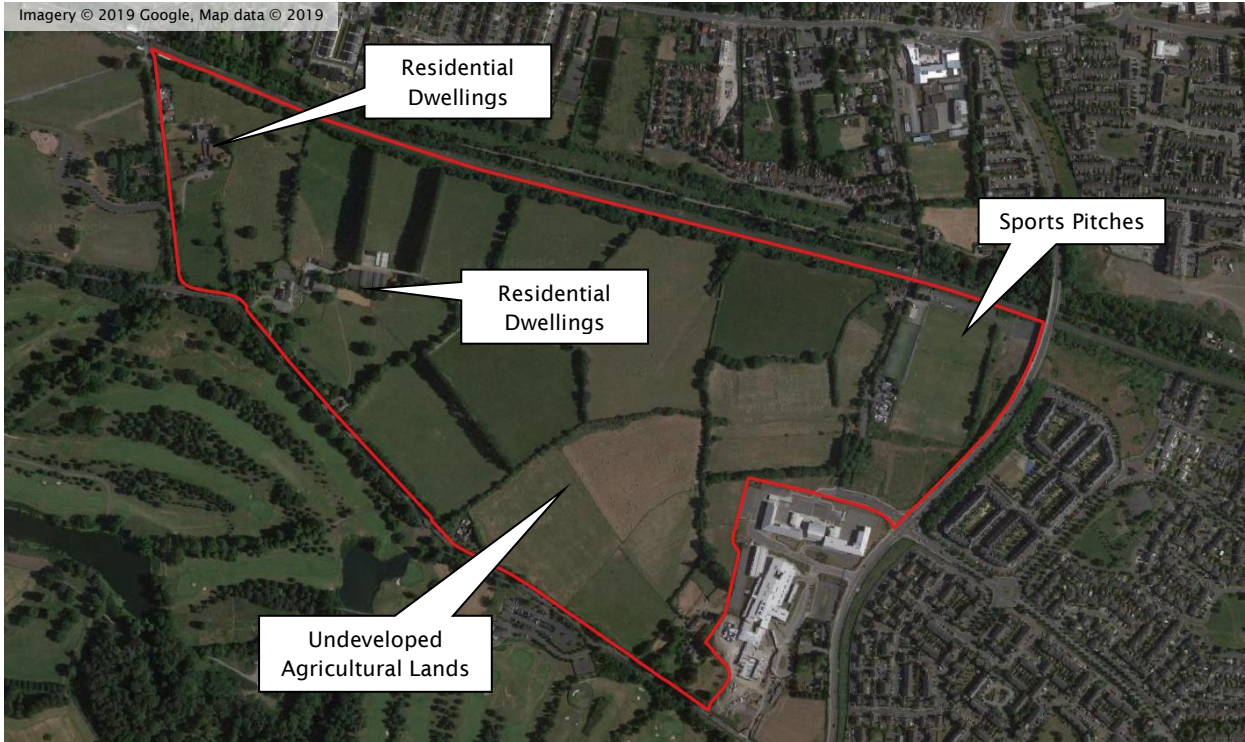 Imagery © 2019 Google, Map data © 2019
Residential
Dwellings
Sports Pitches
Residential
Dwellings
Undeveloped
Agricultural Lands